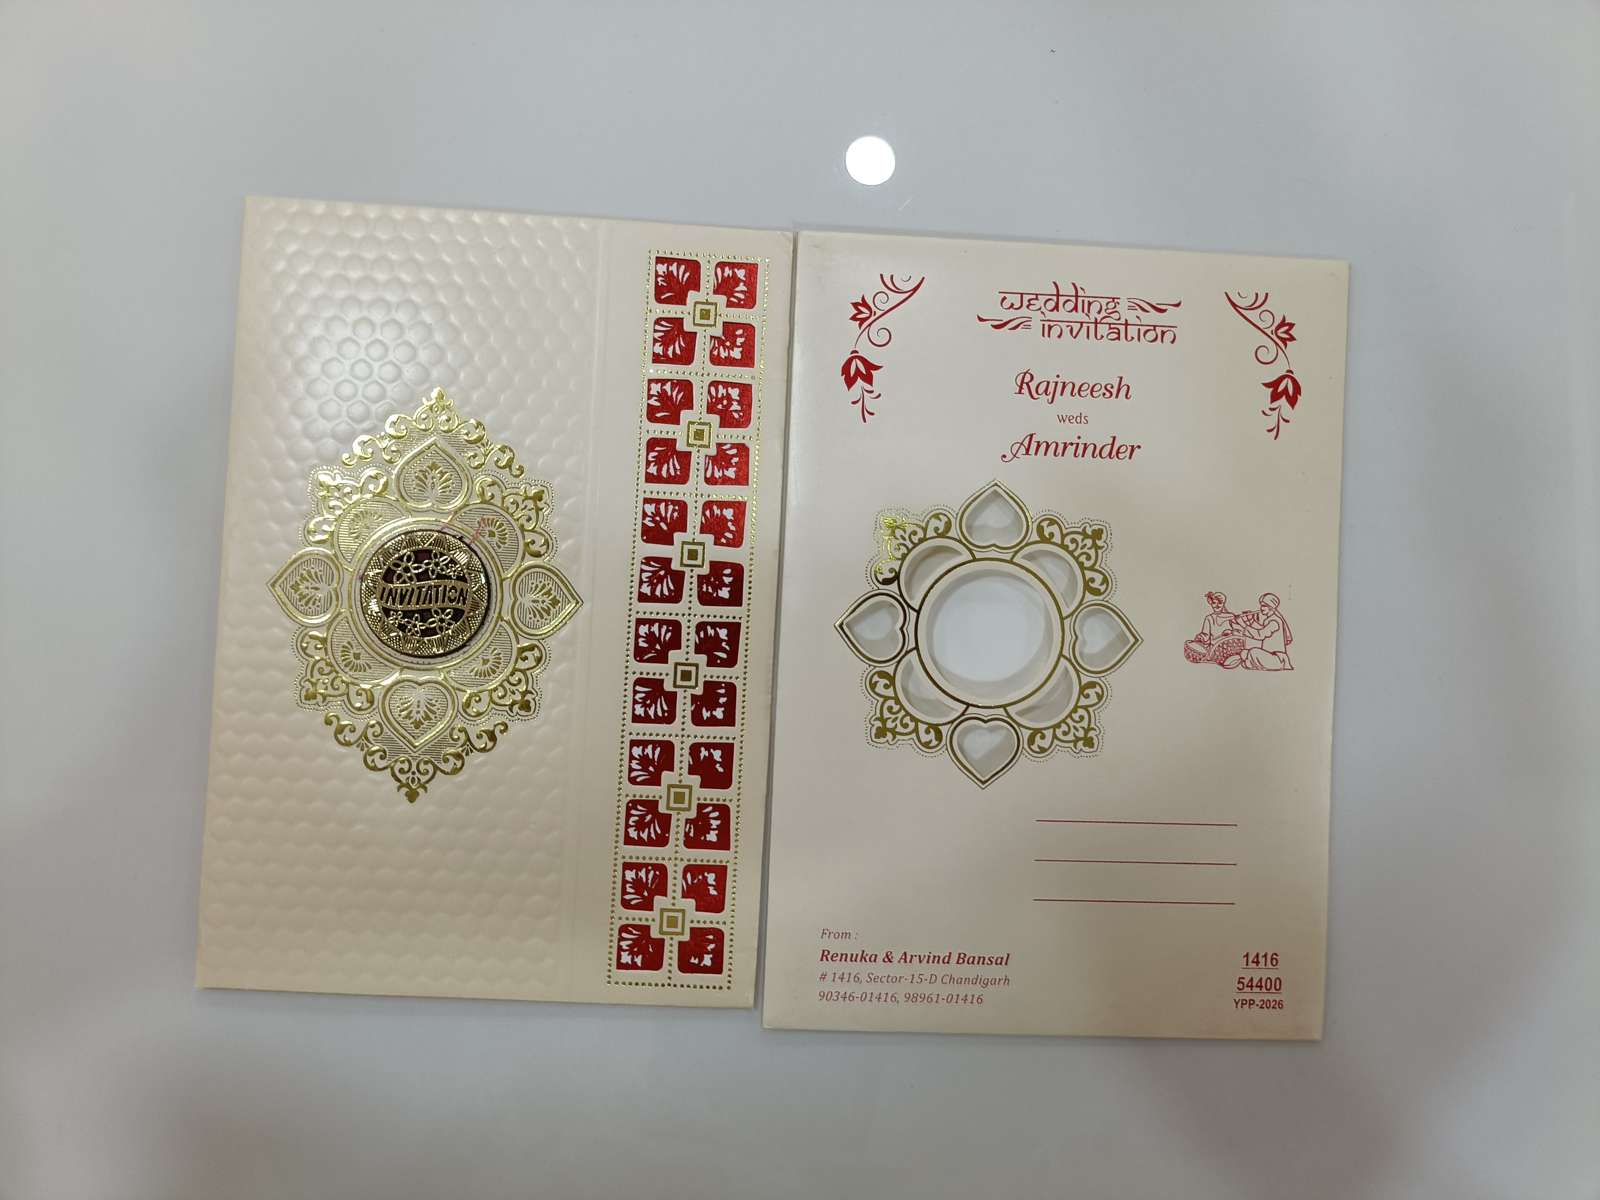 INVITATION
wedding
invitation
Rajneesh
weds
Amrinder
From :
Renuka & Arvind Bansal
# 1416, Sector-15-D Chandigarh
90346-01416, 98961-01416
1416
54400
YPP-2026